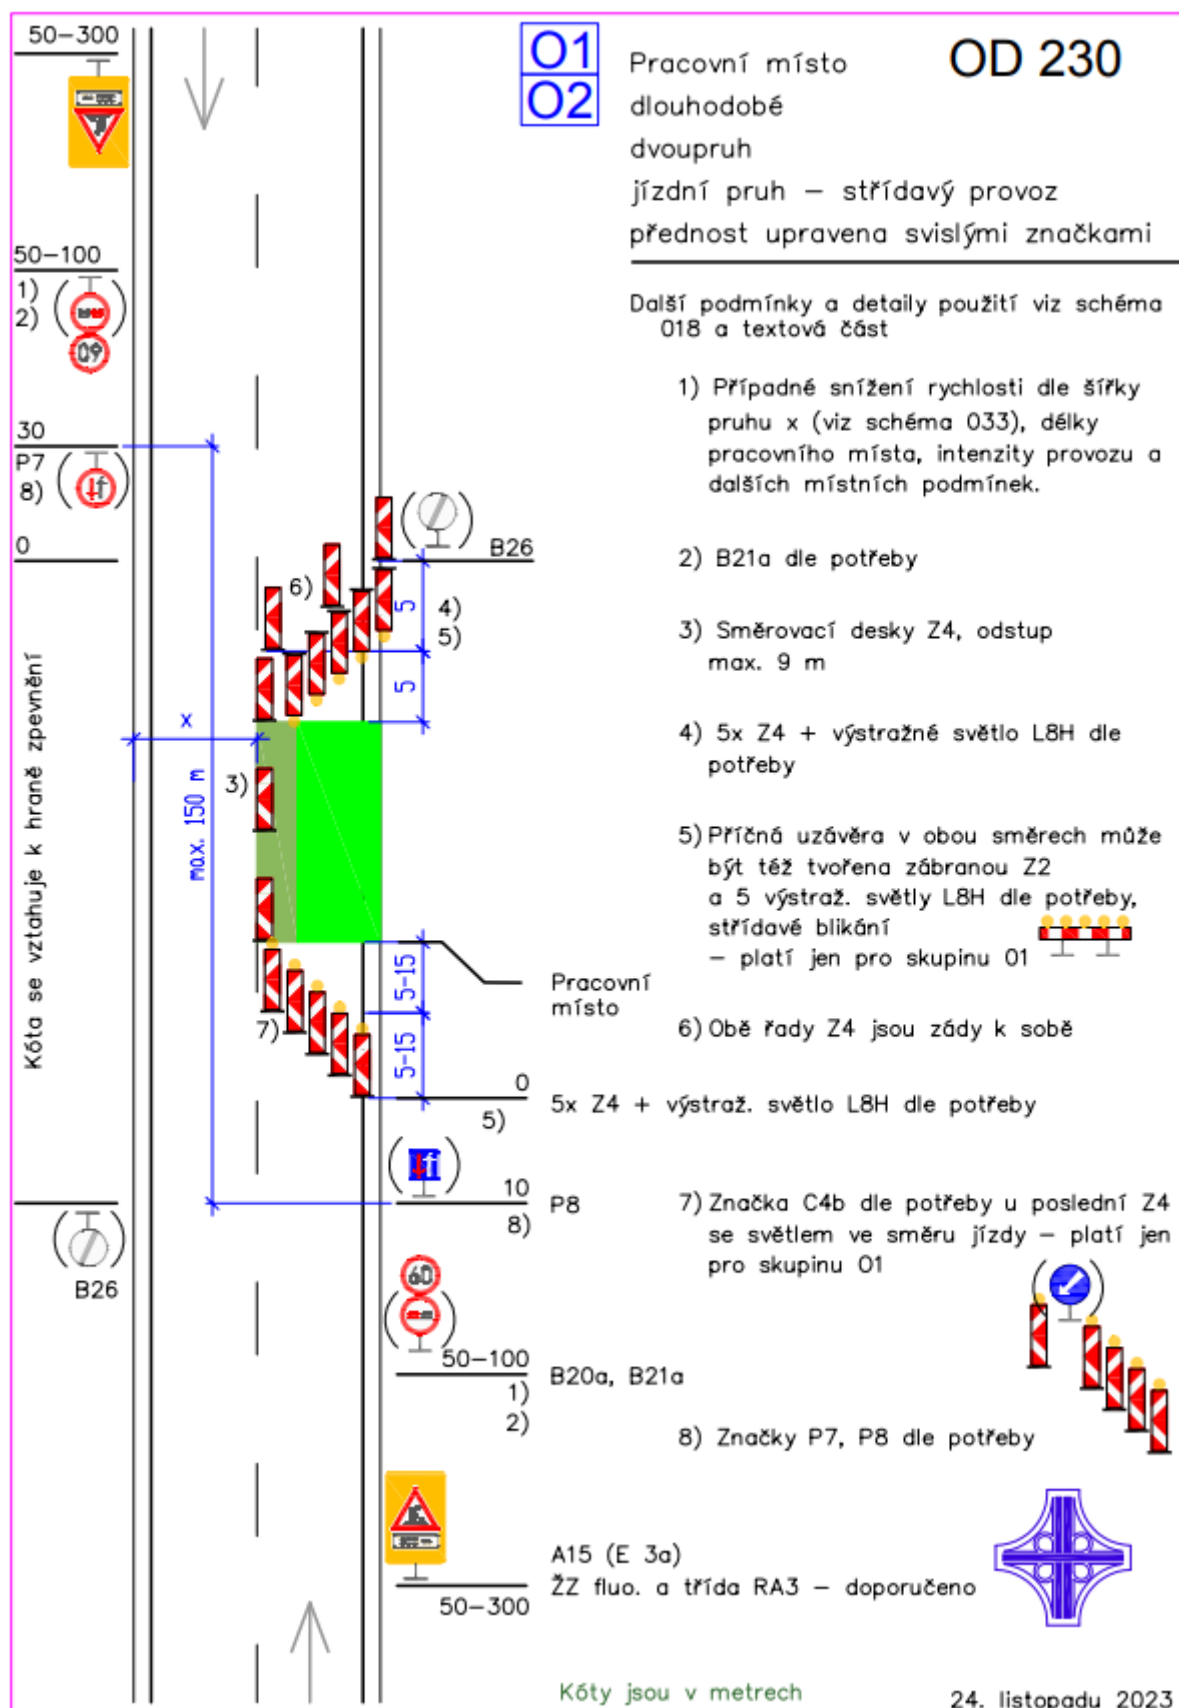 50-300
O1
O2
Pracovní místo
OD 230
dlouhodobé
dvoupruh
jízdní pruh – střídavý provoz
přednost upravena svislými značkami
Další podmínky a detaily použití viz schéma
018 a textová část
50-100
1)
2)
60
30
P7
8)
0
B26
6)
5
4)
5)
5
x
max. 150 m
3)
Kóta se vztahuje k hraně zpevnění
1) Případné snížení rychlosti dle šířky
pruhu x (viz schéma 033), délky
pracovního místa, intenzity provozu a
dalších místních podmínek.
2) B21a dle potřeby
3) Směrovací desky Z4, odstup
max. 9 m
4) 5x Z4 + výstražné světlo L8H dle
potřeby
5) Příčná uzávěra v obou směrech může
být též tvořena zábranou Z2
a 5 výstraž. světly L8H dle potřeby,
střídavé blikání
– platí jen pro skupinu O1
Pracovní
místo
5-15
7)
5-15
6) Obě řady Z4 jsou zády k sobě
0
5)
5x Z4 + výstraž. světlo L8H dle potřeby
10
8)
P8
B26
7) Značka C4b dle potřeby u poslední Z4
se světlem ve směru jízdy – platí jen
pro skupinu O1
60
50-100
B20a, B21a
1)
2)
8) Značky P7, P8 dle potřeby
A15 (E 3a)
ŽZ fluo. a třída RA3 – doporučeno
50-300
Kóty jsou v metrech
24. listopadu 2023